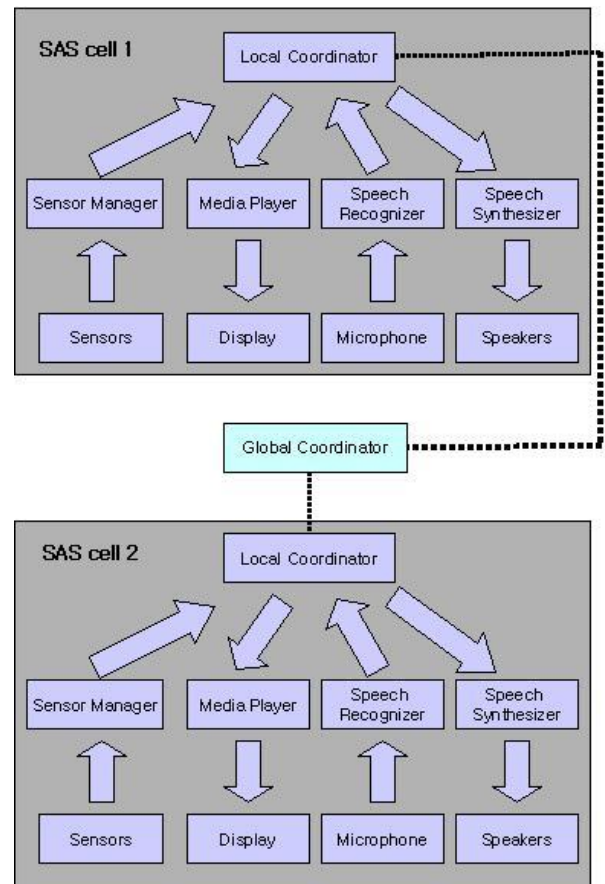 SAS cell 1
Local Coordinator
Sensor Manager
Media Player
Speech
Recognizer
Speech
Synthesizer
Sensors
Display
Microphone
Speakers
Global Coordinator
SAS cell 2
Local Coordinator
Sensor Manager
Media Player
Speech
Recognizer
Speech
Synthesizer
Sensors
Display
Microphone
Speakers